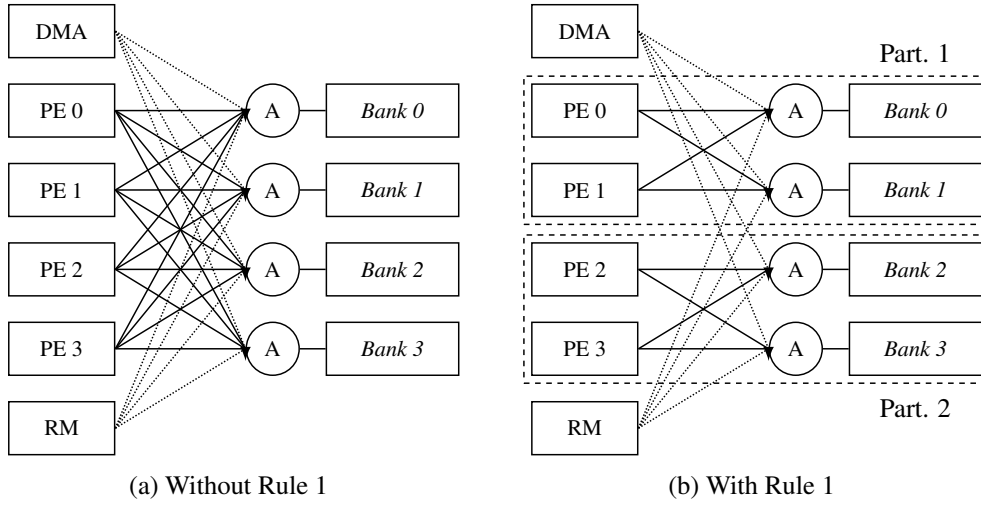 DMA
PE 0 A Bank 0
PE 1 A Bank 1
PE 2 A Bank 2
PE 3 A Bank 3
RM
(a) Without Rule 1
DMA
Part. 1
PE 0 A Bank 0
PE 1 A Bank 1
PE 2 A Bank 2
PE 3 A Bank 3
RM
Part. 2
(b) With Rule 1